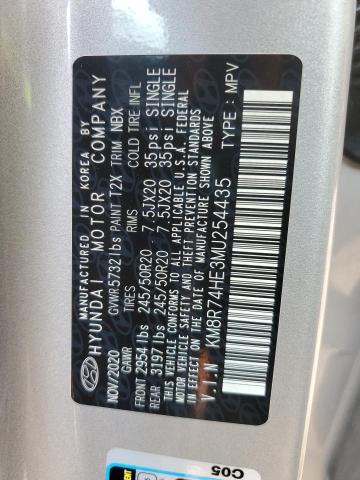 MANUFACTURED IN KOREA BY
HYUNDAI MOTOR COMPANY
GVWR 5732 lbs PAINT T2X TRIM NBX
NOV/2020 GAWR TIRES RIMS COLD TIRE INFL
FRONT 2954 lbs 245/50R20 7.5JX20 35psi SINGLE
REAR 3197 lbs 245/50R20 7.5JX20 35psi SINGLE
THIS VEHICLE CONFORMS TO ALL APPLICABLE U.S.A. FEDERAL
MOTOR VEHICLE SAFETY AND THEFT
PREVENTION STANDARDS IN EFFECT ON THE DATE OF MANUFACTURE SHOWN ABOVE
V.I.N KM8R74HE3MU254435 TYPE: MPV
C05